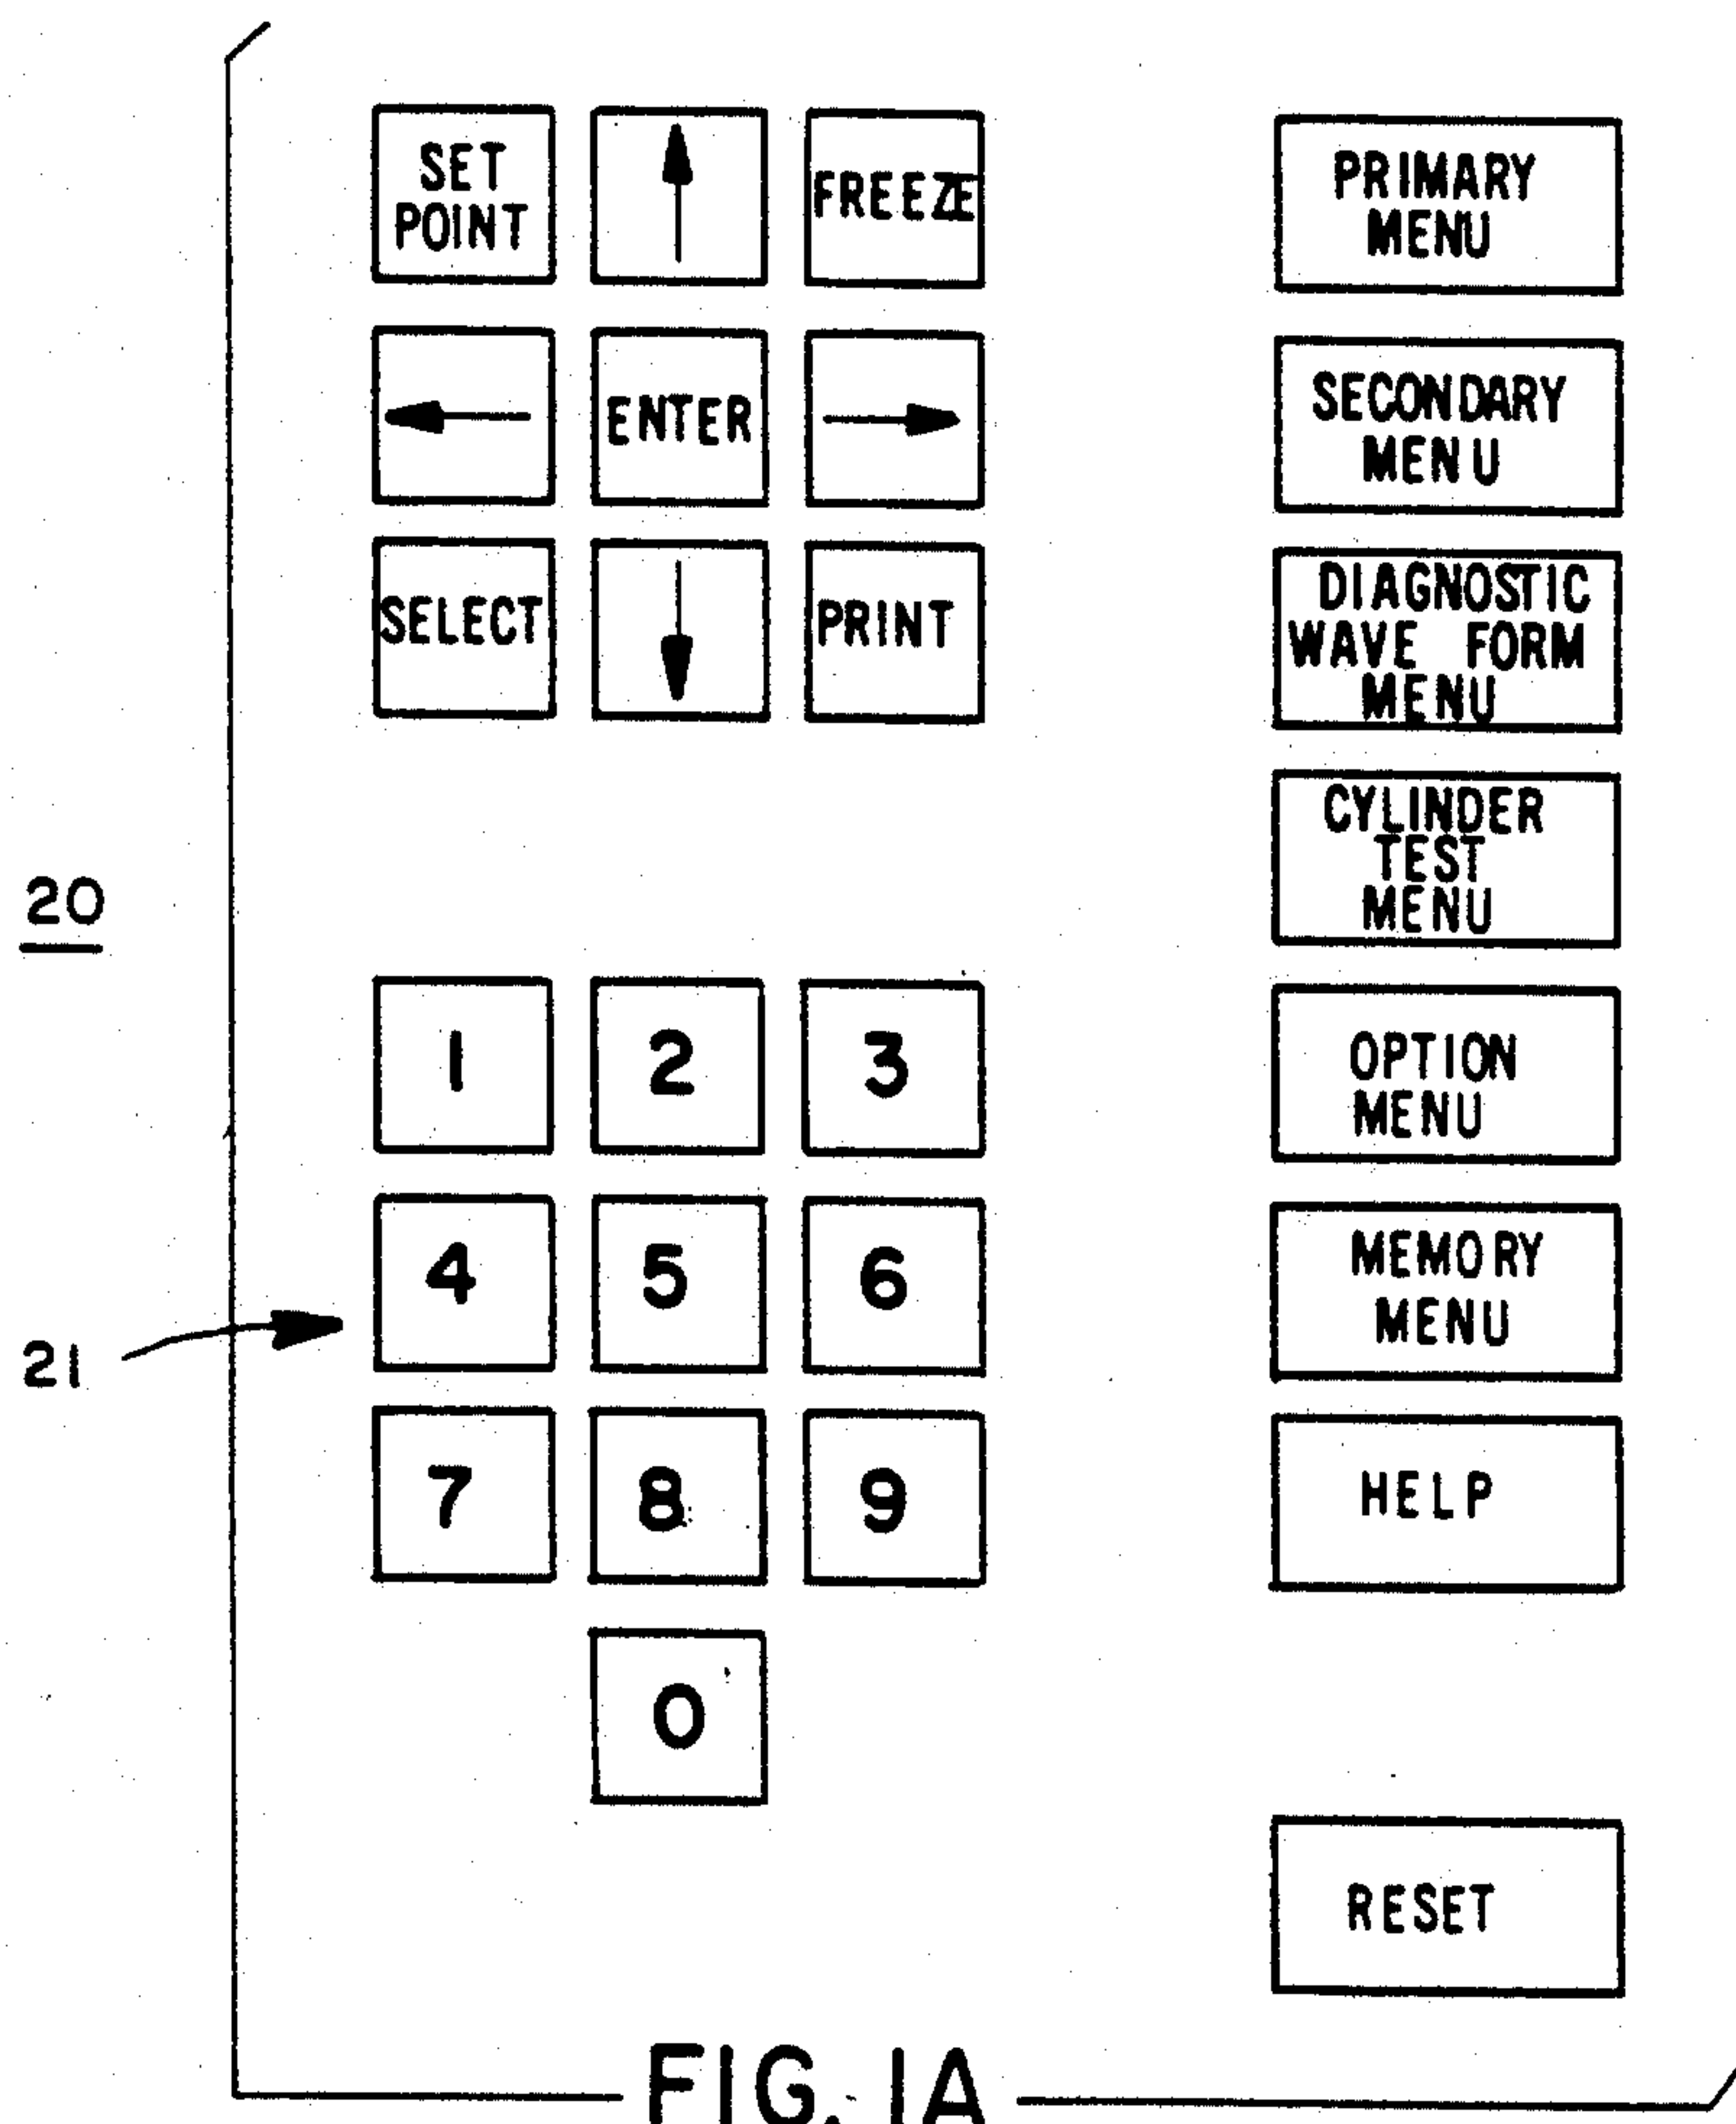 SET
POINT
FREEZE
PRIMARY
MENU
ENTER
SECONDARY
MENU
SELECT
PRINT
DIAGNOSTIC
WAVE FORM
MENU
CYLINDER
TEST
MENU
20
1 2 3
OPTION
MENU
4 5 6
MEMORY
MENU
21
7 8 9
HELP
0
RESET
FIG. 1A